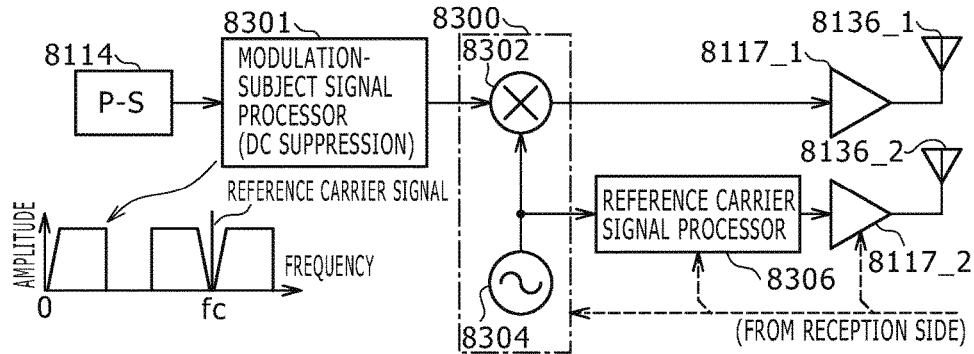 8301
8300
8136_1
8114
8302
8117_1
MODULATION-
SUBJECT SIGNAL
PROCESSOR
(DC SUPPRESSION)
P-S
8136_2
REFERENCE CARRIER SIGNAL
REFERENCE CARRIER
SIGNAL PROCESSOR
AMPLITUDE
FREQUENCY
8117_2
8306
0
fc
8304
(FROM RECEPTION SIDE)